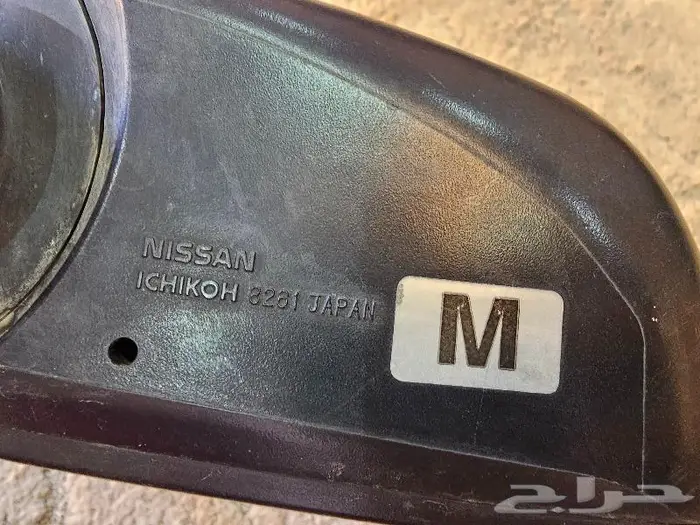 NISSAN
ICHIKOH 8281 JAPAN
M
حراج